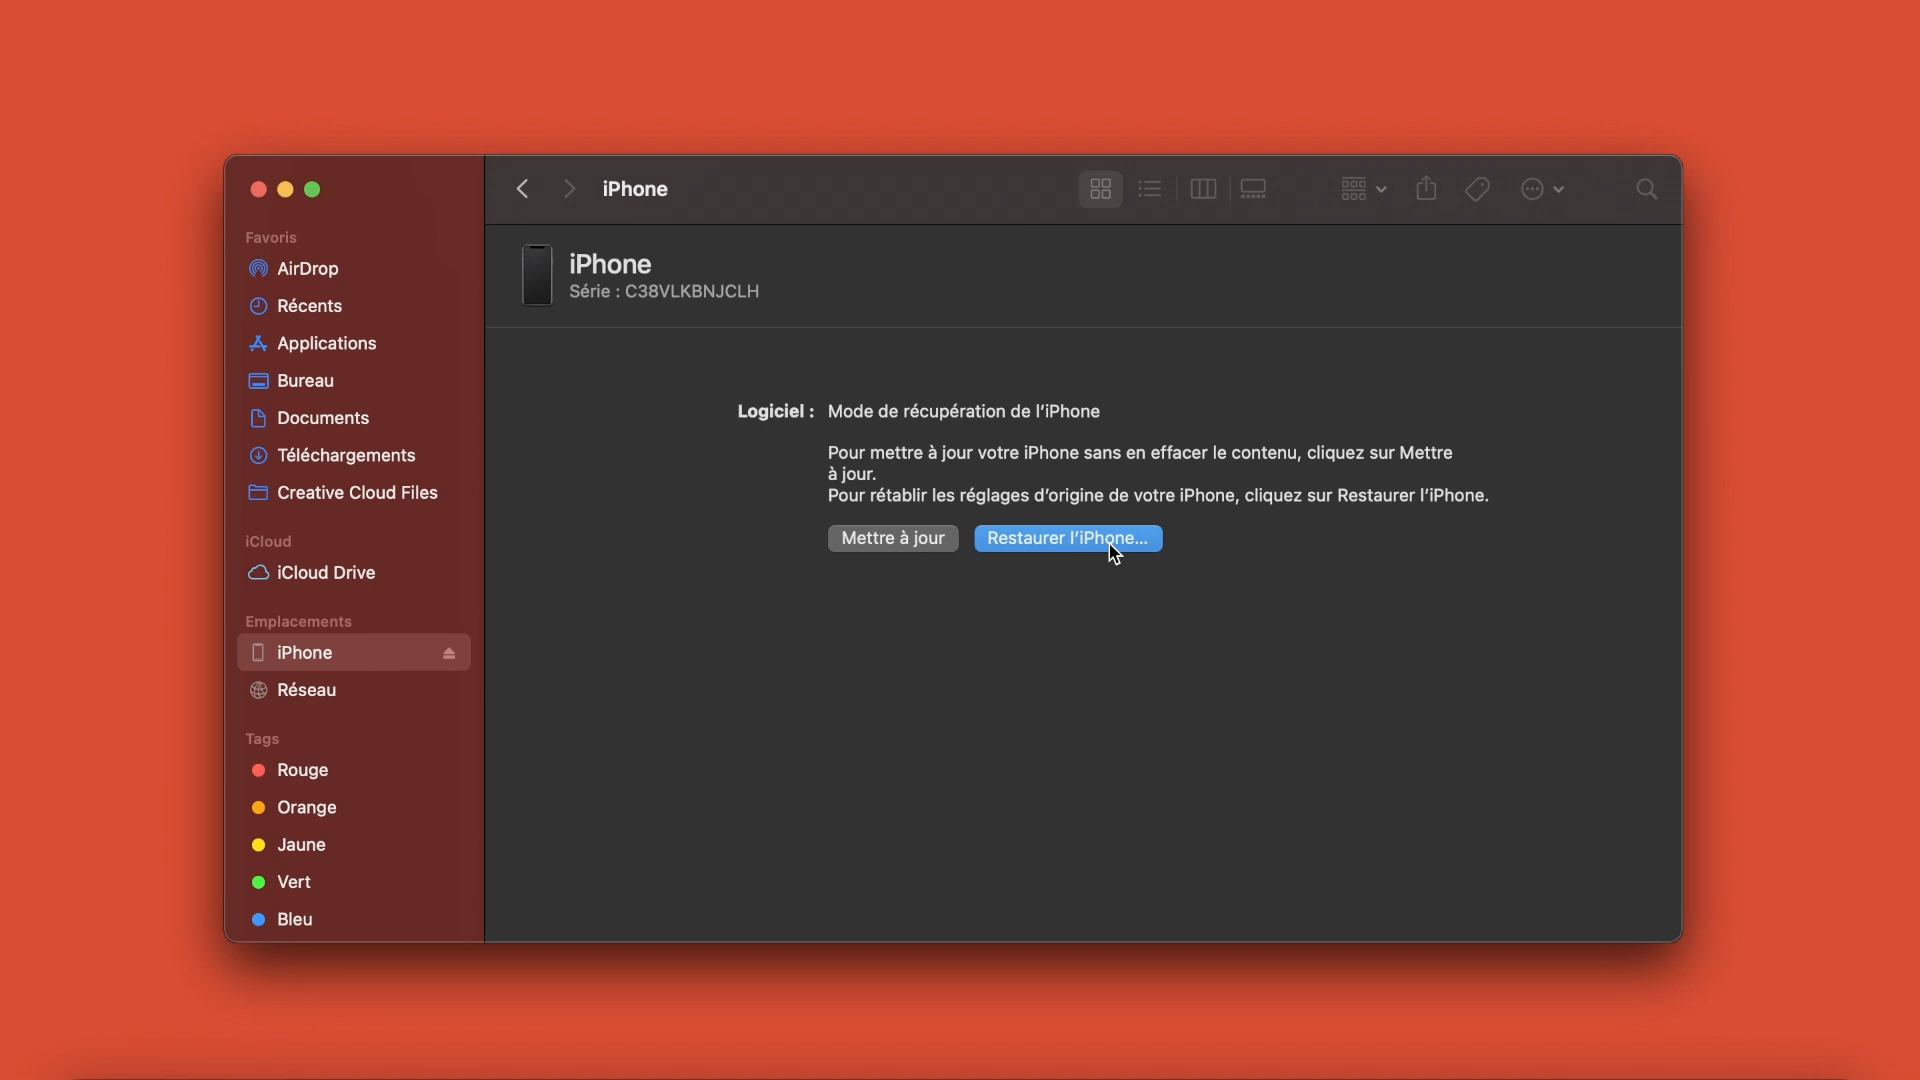 iPhone
Favoris
AirDrop
Récents
Applications
Bureau
Documents
Téléchargements
Creative Cloud Files
iCloud
iCloud Drive
Emplacements
iPhone
Réseau
Tags
Rouge
Orange
Jaune
Vert
Bleu
iPhone
Série : C38VLKBNJCLH
Logiciel : Mode de récupération de l’iPhone
Pour mettre à jour votre iPhone sans en effacer le contenu, cliquez sur Mettre
à jour.
Pour rétablir les réglages d’origine de votre iPhone, cliquez sur Restaurer l’iPhone.
Mettre à jour Restaurer l’iPhone...